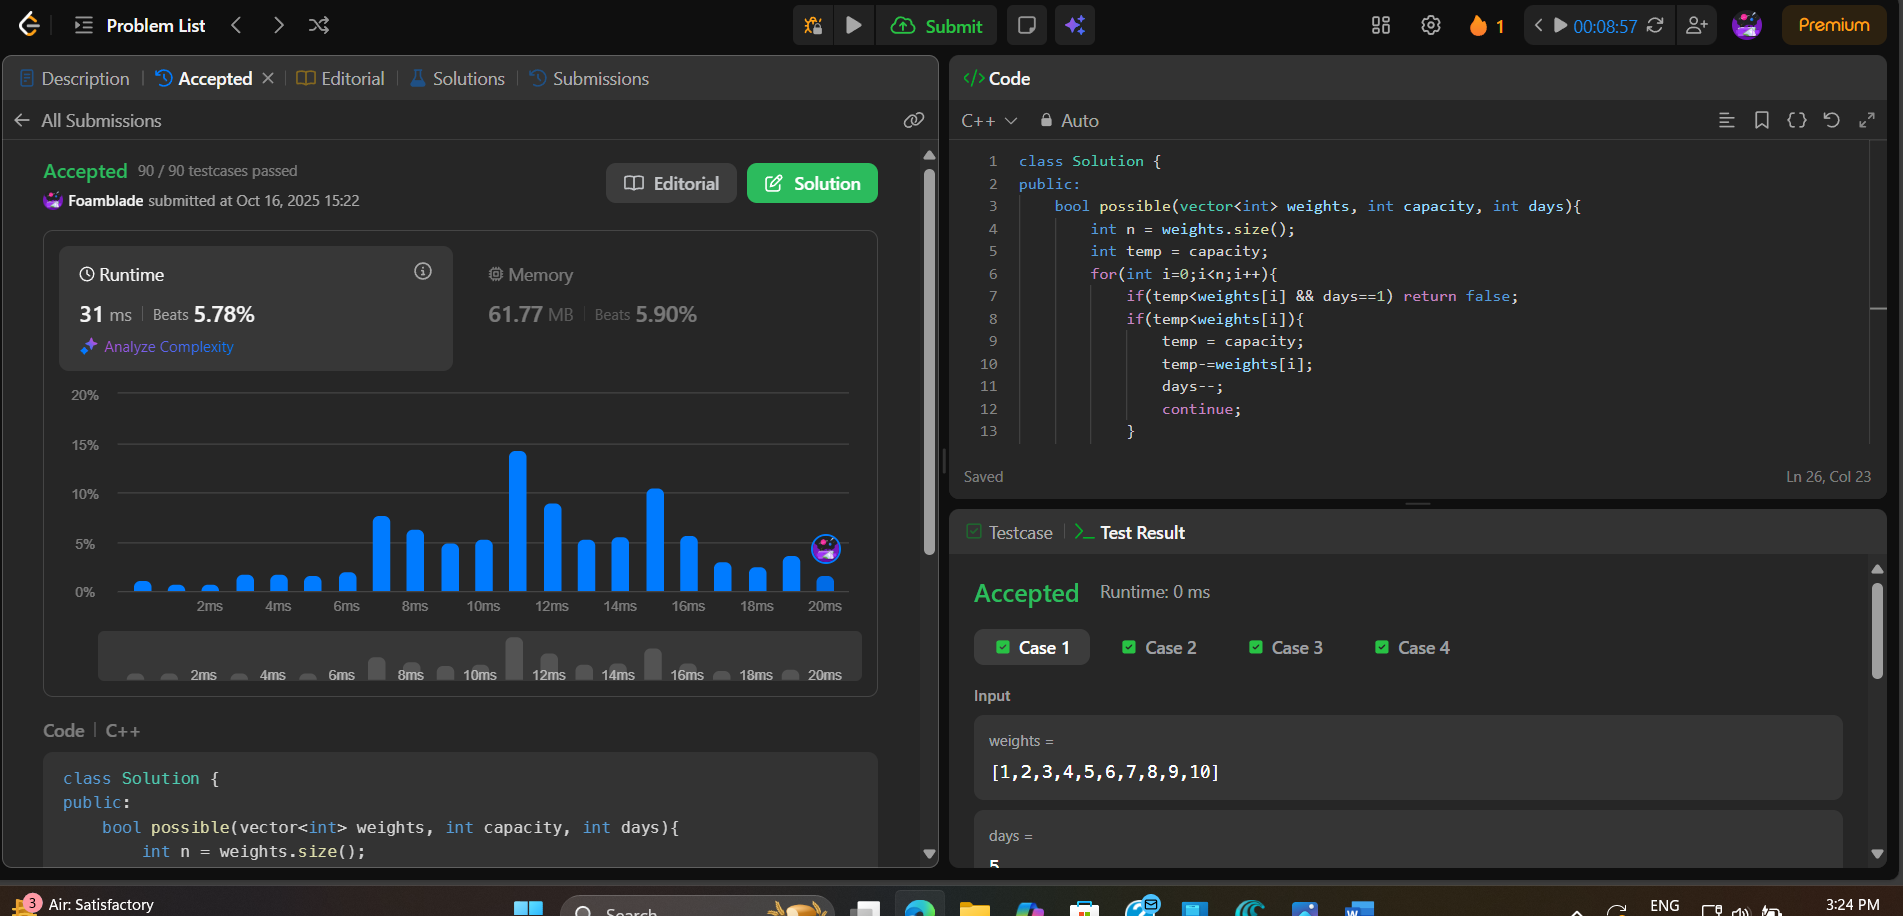 Problem List
Submit
1
00:08:57
Premium
Description
Accepted
Editorial
Solutions
Submissions
All Submissions
Accepted 90 / 90 testcases passed
Foamblade submitted at Oct 16, 2025 15:22
Editorial
Solution
Runtime
31 ms Beats 5.78%
Analyze Complexity
Memory
61.77 MB Beats 5.90%
20%
15%
10%
5%
0%
2ms 4ms 6ms 8ms 10ms 12ms 14ms 16ms 18ms 20ms
2ms 4ms 6ms 8ms 10ms 12ms 14ms 16ms 18ms 20ms
Code C++
class Solution {
public:
bool possible(vector<int> weights, int capacity, int days){
int n = weights.size();
</> Code
C++ Auto
1 class Solution {
2 public:
3 bool possible(vector<int> weights, int capacity, int days){
4 int n = weights.size();
5 int temp = capacity;
6 for(int i=0;i<n;i++){
7 if(temp<weights[i] && days==1) return false;
8 if(temp<weights[i]){
9 temp = capacity;
10 temp-=weights[i];
11 days--;
12 continue;
13 }
Saved
Ln 26, Col 23
Testcase
Test Result
Accepted Runtime: 0 ms
Case 1 Case 2 Case 3 Case 4
Input
weights =
[1,2,3,4,5,6,7,8,9,10]
days =
5
3 Air: Satisfactory
Search
ENG
3:24 PM